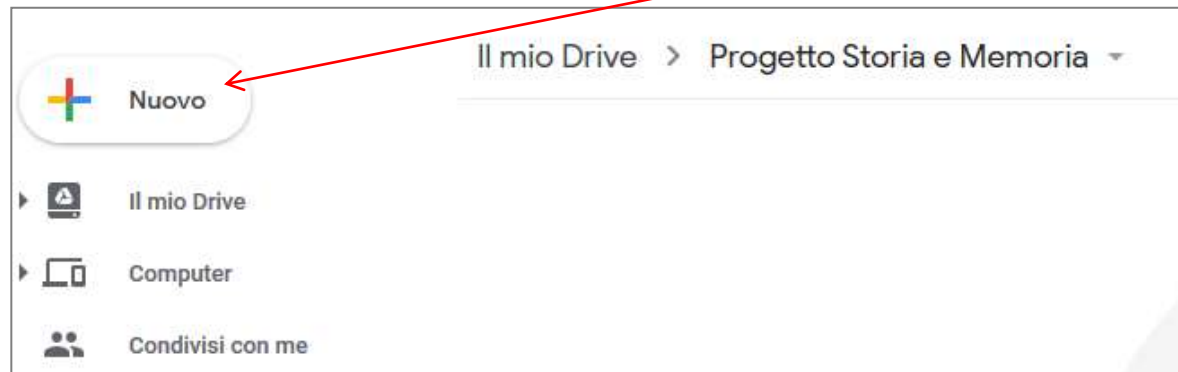 Il mio Drive > Progetto Storia e Memoria
Nuovo
Il mio Drive
Computer
Condivisi con me